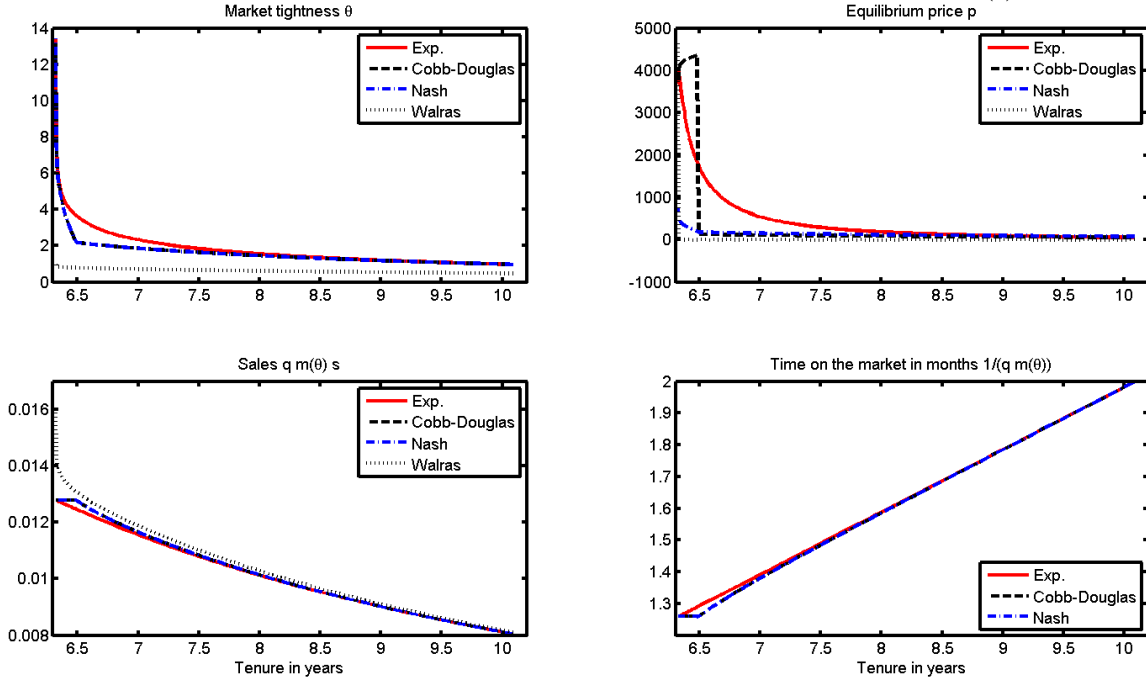 Market tightness θ
14
12
10
8
6
4
2
0
6.5 7 7.5 8 8.5 9 9.5 10
Exp.
Cobb-Douglas
Nash
Walras
Equilibrium price p
5000
4000
3000
2000
1000
0
-1000
6.5 7 7.5 8 8.5 9 9.5 10
Exp.
Cobb-Douglas
Nash
Walras
Sales q m(θ) s
0.016
0.014
0.012
0.01
0.008
6.5 7 7.5 8 8.5 9 9.5 10
Tenure in years
Exp.
Cobb-Douglas
Nash
Walras
Time on the market in months 1/(q m(θ))
2
1.9
1.8
1.7
1.6
1.5
1.4
1.3
6.5 7 7.5 8 8.5 9 9.5 10
Tenure in years
Exp.
Cobb-Douglas
Nash